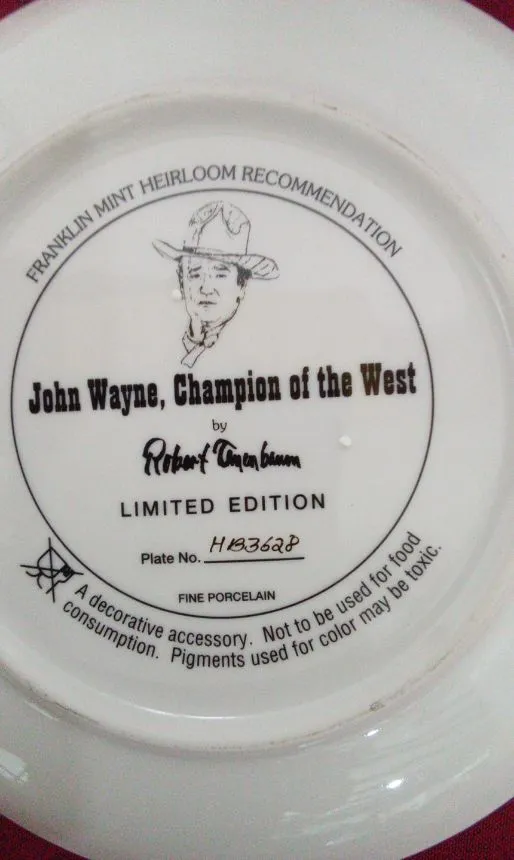 FRANKLIN MINT HEIRLOOM RECOMMENDATION
John Wayne, Champion of the West
by
Robert Tanenbaum
LIMITED EDITION
Plate No. HB3628
FINE PORCELAIN
A decorative accessory. Not to be used for food
consumption. Pigments used for color may be toxic.